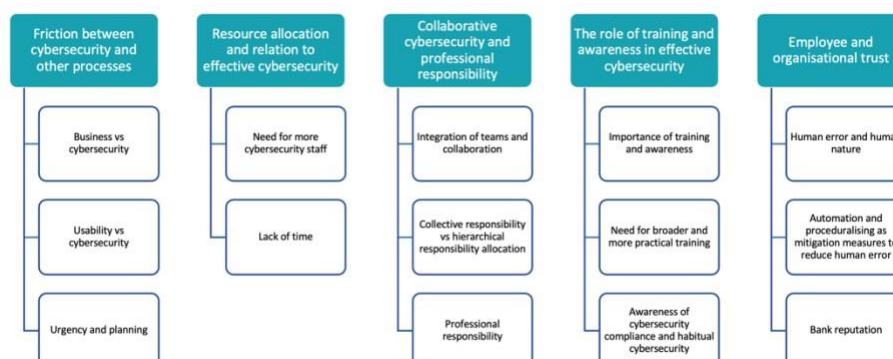 Friction between
cybersecurity and
other processes
Business vs
cybersecurity
Usability vs
cybersecurity
Urgency and planning
Resource allocation
and relation to
effective cybersecurity
Need for more
cybersecurity staff
Lack of time
Collaborative
cybersecurity and
professional
responsibility
Integration of teams and
collaboration
Collective responsibility
vs hierarchical
responsibility allocation
Professional
responsibility
The role of training and
awareness in effective
cybersecurity
Importance of training
and awareness
Need for broader and
more practical training
Awareness of
cybersecurity
compliance and habitual
cybersecurity
Employee and
organisational trust
Human error and huma
nature
Automation and
proceduralising as
mitigation measures t
reduce human error
Bank reputation